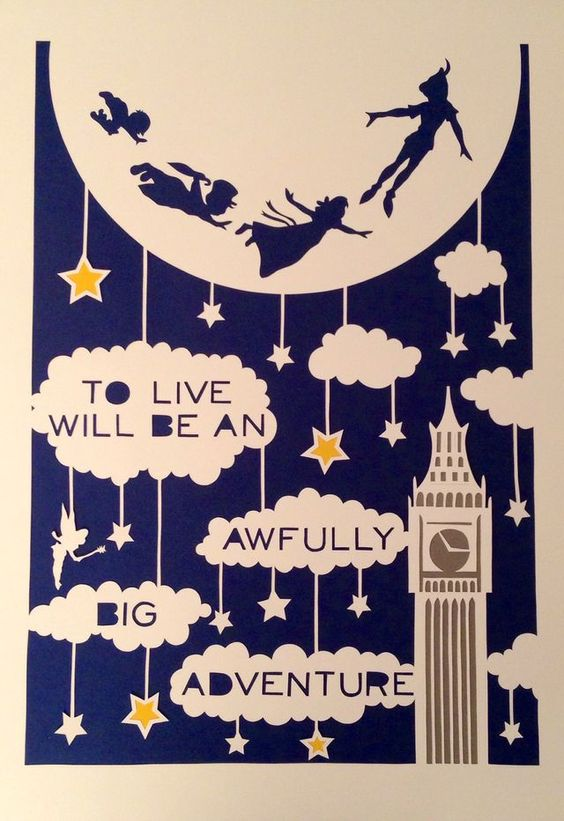 TO LIVE
WILL BE AN
AWFULLY
BIG
ADVENTURE